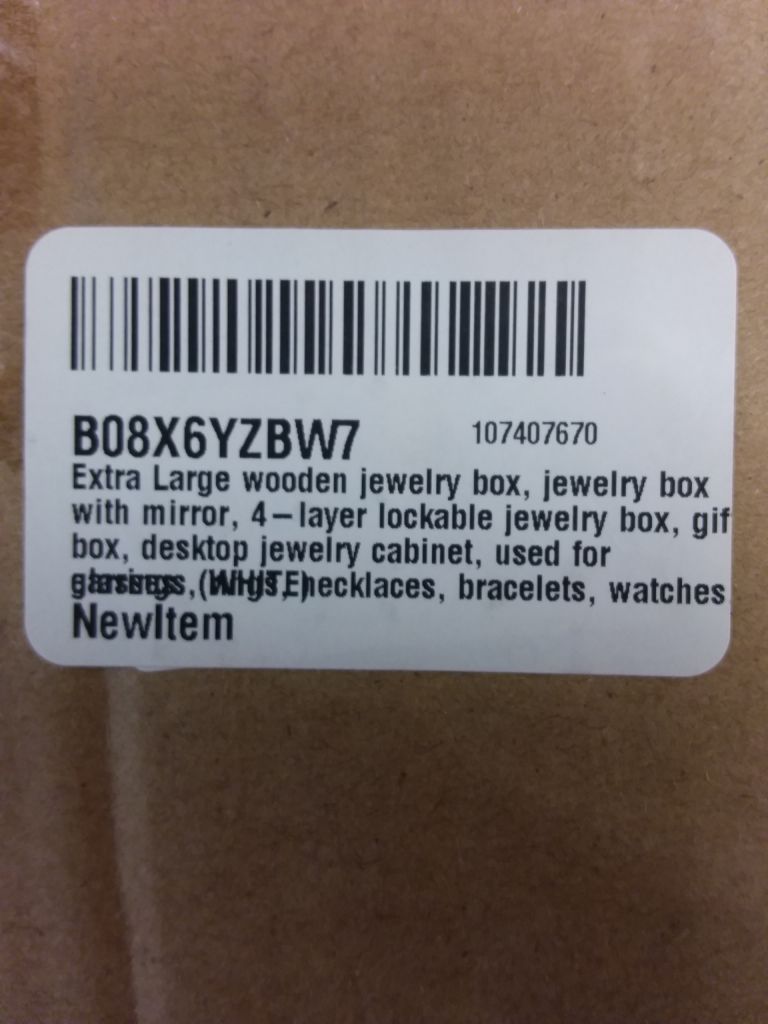 B08X6YZBW7 107407670
Extra Large wooden jewelry box, jewelry box
with mirror, 4-layer lockable jewelry box, gif
box, desktop jewelry cabinet, used for
necklaces, bracelets, watches
NewItem